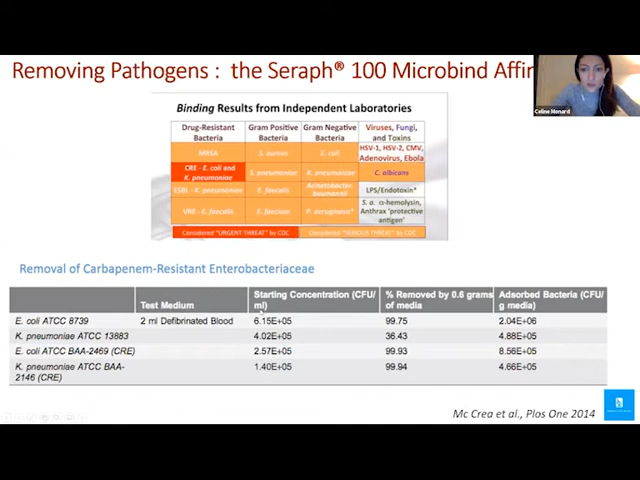 Removing Pathogens : the Seraph® 100 Microbind Affin
Celine Monard
Binding Results from Independent Laboratories
Drug-Resistant Bacteria Gram Positive Bacteria Gram Negative Bacteria Viruses, Fungi, and Toxins
MRSA S. aureus E. coli HSV-1, HSV-2, CMV, Adenovirus, Ebola
CRE - E. coli and K. pneumoniae S. pneumoniae K. pneumoniae C. albicans
ESBL - K. pneumoniae E. faecalis Acinetobacter baumannii LPS/Endotoxin*
VRE - E. faecalis E. faecium P. aeruginosa* S. a. α-hemolysin, Anthrax 'protective antigen'
Considered "URGENT THREAT" by CDC Considered "SERIOUS THREAT" by CDC
Removal of Carbapenem-Resistant Enterobacteriaceae
Test Medium Starting Concentration (CFU/ml) % Removed by 0.6 grams of media Adsorbed Bacteria (CFU/g media)
E. coli ATCC 8739 2 ml Defibrinated Blood 6.15E+05 99.75 2.04E+06
K. pneumoniae ATCC 13883 4.02E+05 36.43 4.88E+05
E. coli ATCC BAA-2469 (CRE) 2.57E+05 99.93 8.56E+05
K. pneumoniae ATCC BAA-2146 (CRE) 1.40E+05 99.94 4.66E+05
Mc Crea et al., Plos One 2014